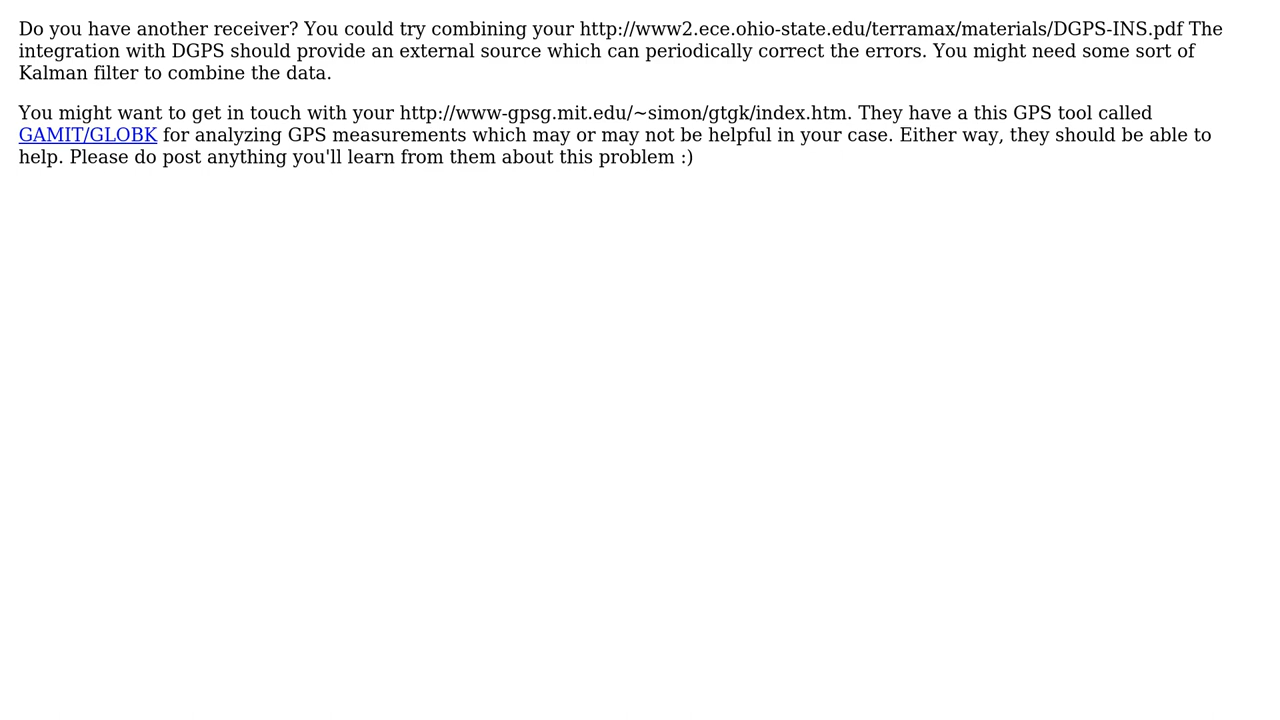 Do you have another receiver? You could try combining your http://www2.ece.ohio-state.edu/terramax/materials/DGPS-INS.pdf The
integration with DGPS should provide an external source which can periodically correct the errors. You might need some sort of
Kalman filter to combine the data.
You might want to get in touch with your http://www-gpsg.mit.edu/~simon/gtgk/index.htm. They have a this GPS tool called
GAMIT/GLOBK for analyzing GPS measurements which may or may not be helpful in your case. Either way, they should be able to
help. Please do post anything you'll learn from them about this problem :)